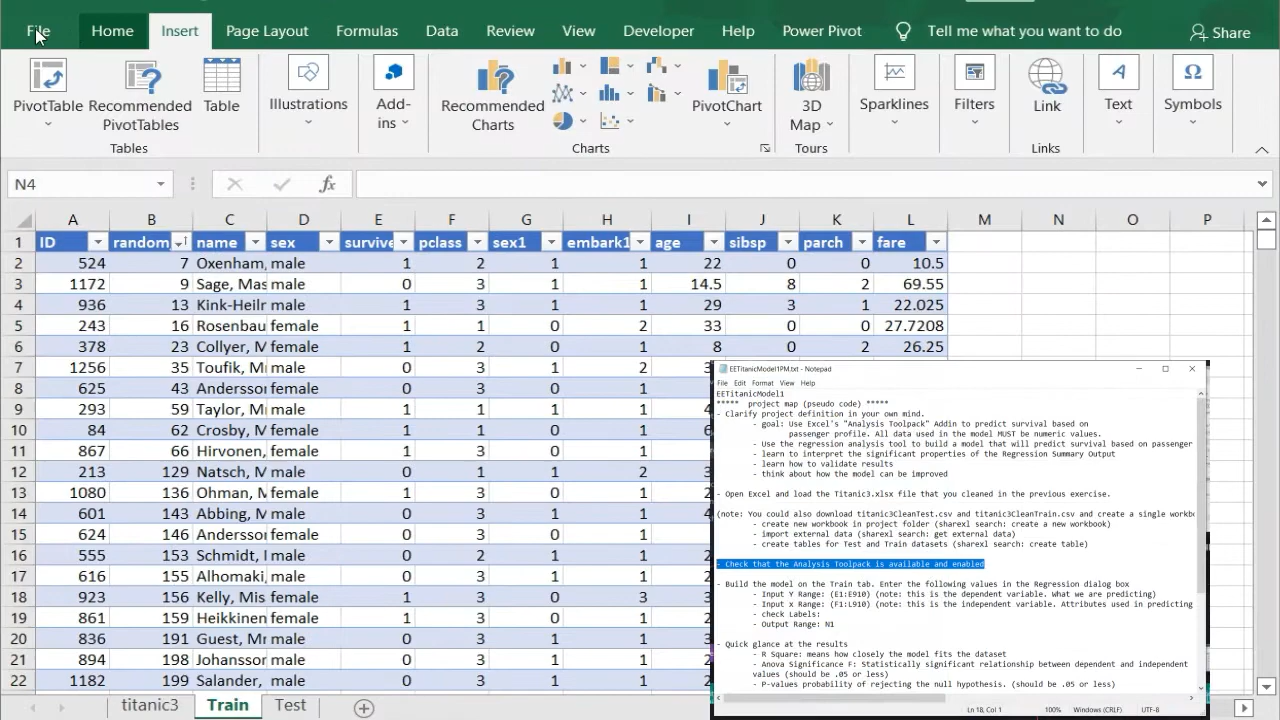 File Home Insert Page Layout Formulas Data Review View Developer Help Power Pivot Tell me what you want to do Share
PivotTable Recommended PivotTables Table Illustrations Add-ins Recommended Charts PivotChart 3D Map Sparklines Filters Link Text Symbols
Tables Charts Tours Links
N4 fx
A B C D E F G H I J K L M N O P
1 ID random name sex survive pclass sex1 embark1 age sibsp parch fare
2 524 7 Oxenham, male 1 2 1 1 22 0 0 10.5
3 1172 9 Sage, Mas male 0 3 1 1 14.5 8 2 69.55
4 936 13 Kink-Heilr male 1 3 1 1 29 3 1 22.025
5 243 16 Rosenbau female 1 1 0 2 33 0 0 27.7208
6 378 23 Collyer, M female 1 2 0 1 8 0 2 26.25
7 1256 35 Toufik, Mr male 0 3 1 2
8 625 43 Andersson female 1 3 0 1
9 293 59 Taylor, Mr male 1 1 1 1
10 84 62 Crosby, M female 1 1 0 1
11 867 66 Hirvonen, female 1 3 0 1
12 213 129 Natsch, M male 0 1 1 2
13 1080 136 Ohman, M female 1 3 0 1
14 601 143 Abbing, M male 0 3 1 1
15 624 146 Andersson female 0 3 0 1
16 555 153 Schmidt, male 0 2 1 1
17 616 155 Alhomaki, male 0 3 1 1
18 923 156 Kelly, Mis female 1 3 0 3
19 861 159 Heikkinen female 1 3 0 1
20 836 191 Guest, Mr male 0 3 1 1
21 894 198 Johansson male 0 3 1 1
22 1182 199 Salander, male 0 3 1 1
titanic3 Train Test
EETitanicModel1PM.txt - Notepad
File Edit Format View Help
EETitanicModel1
***** project map (pseudo code) *****
- Clarify project definition in your own mind.
- goal: Use Excel's "Analysis Toolpack" Addin to predict survival based on
passenger profile. All data used in the model MUST be numeric values.
- Use the regression analysis tool to build a model that will predict survival based on passenger
- learn to interpret the significant properties of the Regression Summary Output
- learn how to validate results
- think about how the model can be improved
- Open Excel and load the Titanic3.xlsx file that you cleaned in the previous exercise.
(note: You could also download titanic3CleanTest.csv and titanic3CleanTrain.csv and create a single workbo
- create new workbook in project folder (sharexl search: create a new workbook)
- import external data (sharexl search: get external data)
- create tables for Test and Train datasets (sharexl search: create table)
- Check that the Analysis Toolpack is available and enabled
- Build the model on the Train tab. Enter the following values in the Regression dialog box
- Input Y Range: (E1:E910) (note: this is the dependent variable. What we are predicting)
- Input x Range: (F1:L910) (note: this is the independent variable. Attributes used in predicting
- check Labels:
- Output Range: N1
- Quick glance at the results
- R Square: means how closely the model fits the dataset
- Anova Significance F: Statistically significant relationship between dependent and independent
values (should be .05 or less)
- P-values probability of rejecting the null hypothesis. (should be .05 or less)
Ln 18, Col 1 100% Windows (CRLF) UTF-8